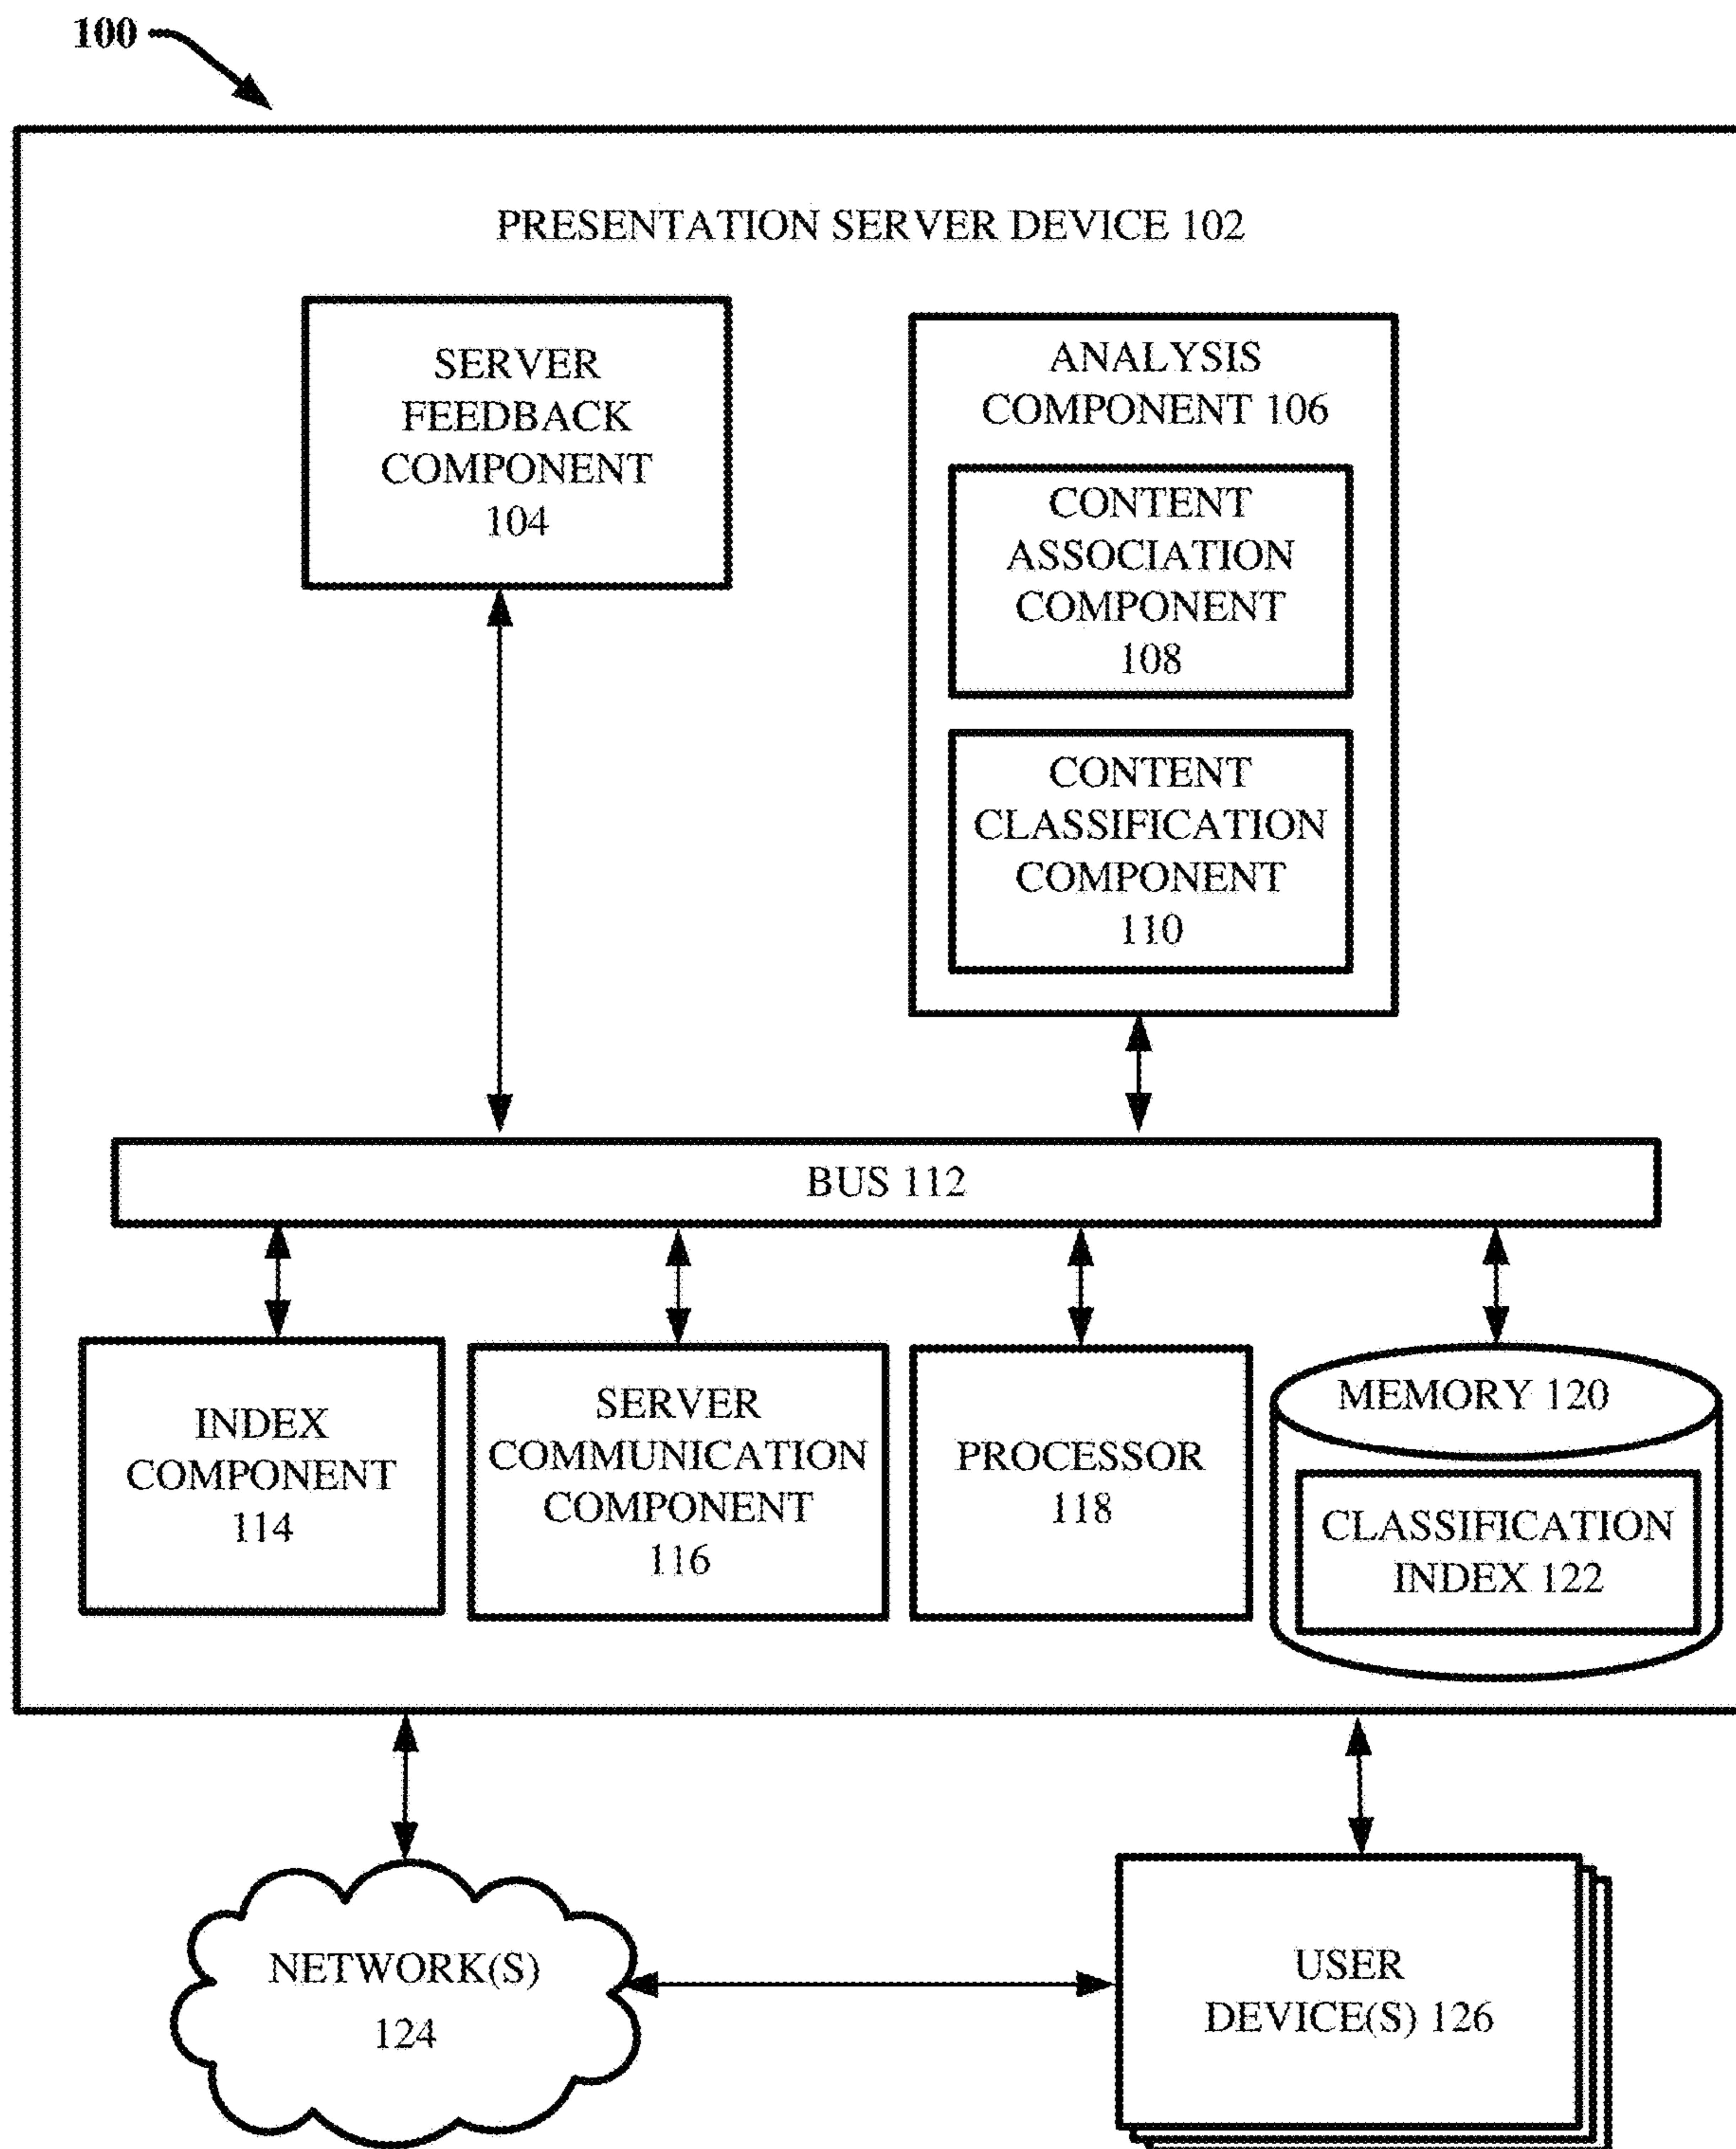 100
PRESENTATION SERVER DEVICE 102
SERVER
FEEDBACK
COMPONENT
104
ANALYSIS
COMPONENT 106
CONTENT
ASSOCIATION
COMPONENT
108
CONTENT
CLASSIFICATION
COMPONENT
110
BUS 112
INDEX
COMPONENT
114
SERVER
COMMUNICATION
COMPONENT
116
PROCESSOR
118
MEMORY 120
CLASSIFICATION
INDEX 122
NETWORK(S)
124
USER
DEVICE(S) 126